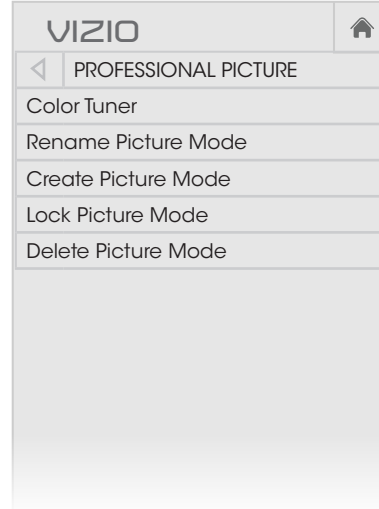 VIZIO
PROFESSIONAL PICTURE
Color Tuner
Rename Picture Mode
Create Picture Mode
Lock Picture Mode
Delete Picture Mode